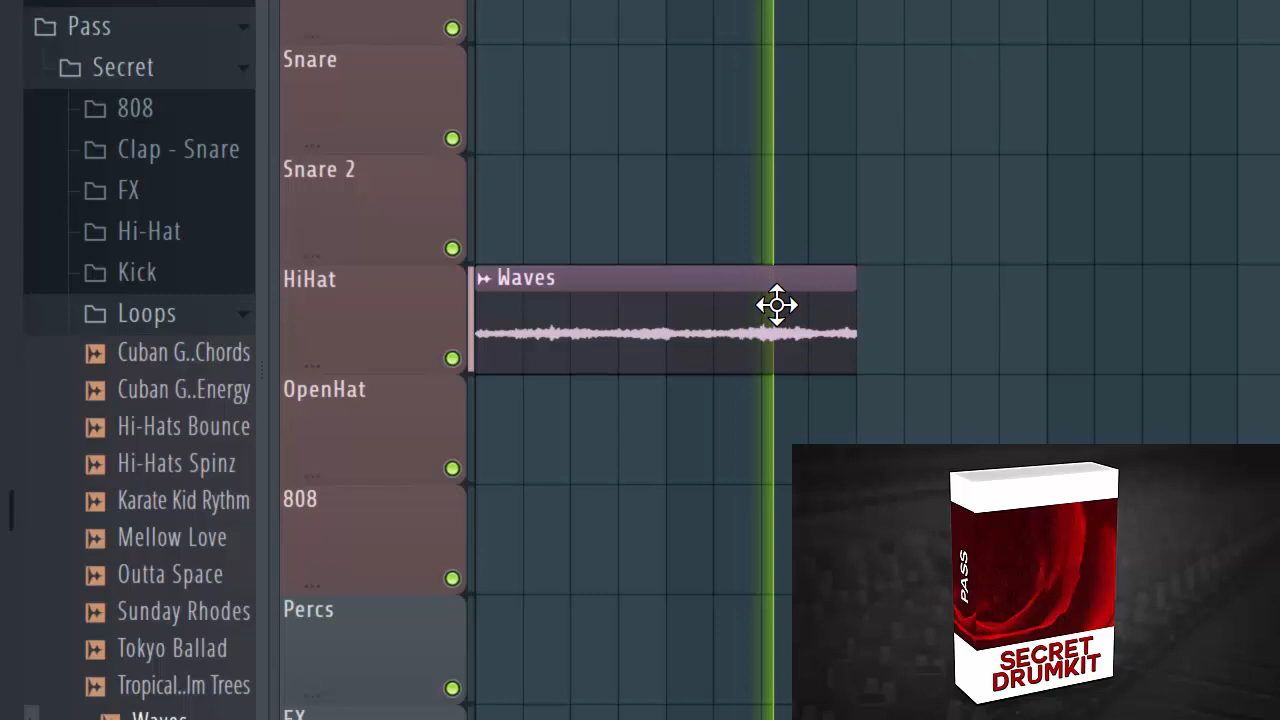 Pass
Secret
808
Clap - Snare
FX
Hi-Hat
Kick
Loops
Cuban G..Chords
Cuban G..Energy
Hi-Hats Bounce
Hi-Hats Spinz
Karate Kid Rythm
Mellow Love
Outta Space
Sunday Rhodes
Tokyo Ballad
Tropical..lm Trees
Waves
Snare
Snare 2
HiHat
OpenHat
808
Percs
FX
Waves
PASS
SECRET
DRUMKIT